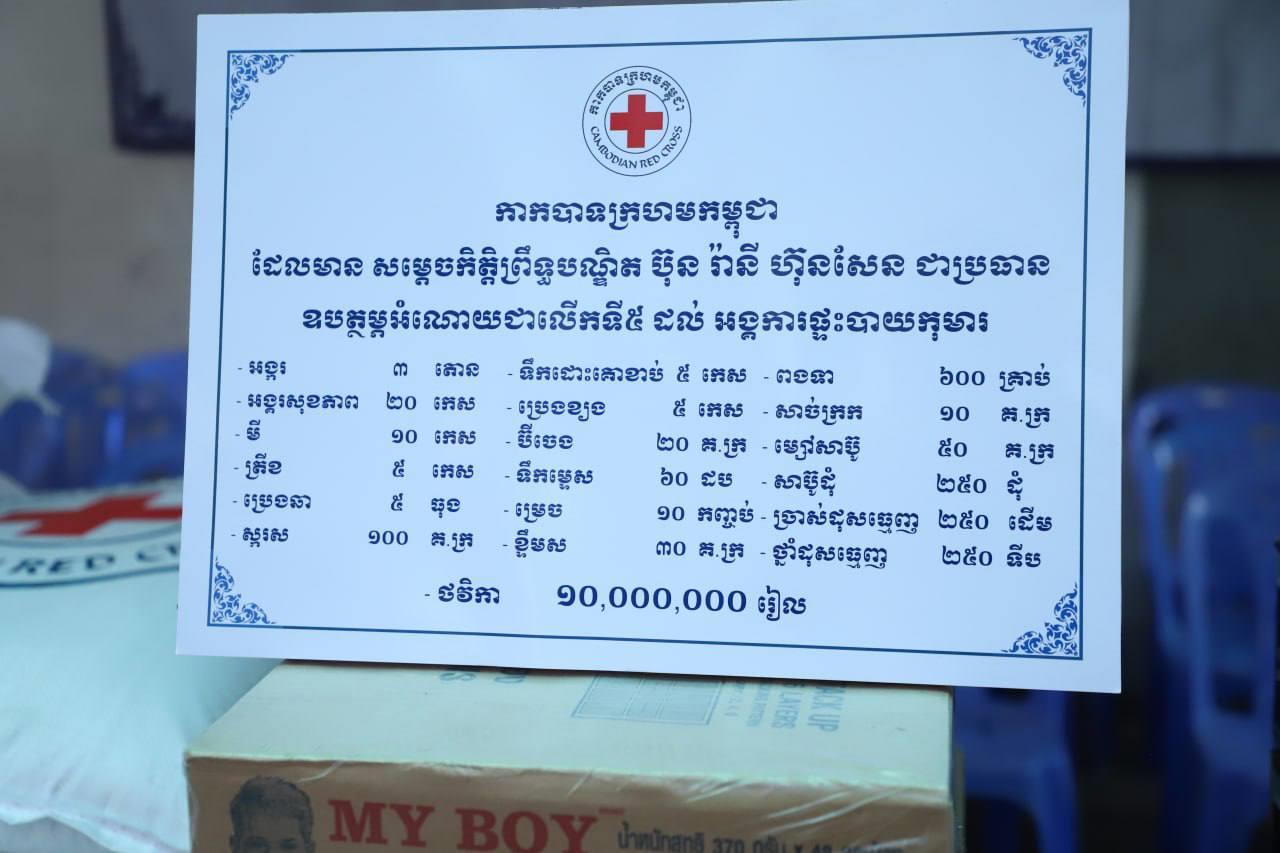 កាកបាទក្រហមកម្ពុជា
CAMBODIAN RED CROSS
កាកបាទក្រហមកម្ពុជា
ដែលមាន សម្តេចកិត្តិព្រឹទ្ធបណ្ឌិត ប៊ុន រ៉ានី ហ៊ុនសែន ជាប្រធាន
ឧបត្ថម្ភអំណោយជាលើកទី៥ ដល់ អង្គការផ្ទះបាយកុមារ
- អង្ករ ៣ តោន - ទឹកដោះគោខាប់ ៥ កេស - ពងទា ៦០០ គ្រាប់
- អង្ករសុខភាព ២០ កេស - ប្រេងខ្យង ៥ កេស - សាច់ក្រក ១០ គ.ក្រ
- មី ១០ កេស - ប៊ីចេង ២០ គ.ក្រ - ម្សៅសាប៊ូ ៥០ គ.ក្រ
- ត្រីខ ៥ កេស - ទឹកម្ទេស ៦០ ដប - សាប៊ូដុំ ២៥០ ដុំ
- ប្រេងឆា ៥ ធុង - ម្រេច ១០ កញ្ចប់ - ច្រាស់ដុសធ្មេញ ២៥០ ដើម
- ស្ករស ១០០ គ.ក្រ - ខ្ទឹមស ៣០ គ.ក្រ - ថ្នាំដុសធ្មេញ ២៥០ ទីប
- ថវិកា ១០,០០០,០០០ រៀល
RED CROSS
MY BOY